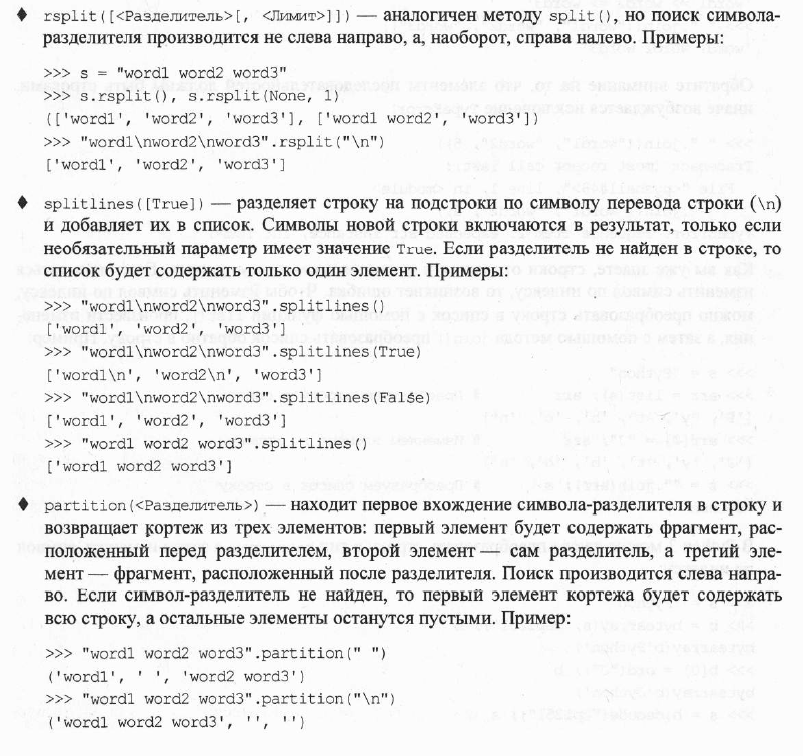 ♦ rsplit([<Разделитель>[, <Лимит>]]) — аналогичен методу split(), но поиск символа-
разделителя производится не слева направо, а, наоборот, справа налево. Примеры:
>>> s = "word1 word2 word3"
>>> s.rsplit(), s.rsplit(None, 1)
(['word1', 'word2', 'word3'], ['word1 word2', 'word3'])
>>> "word1\nword2\nword3".rsplit("\n")
['word1', 'word2', 'word3']
♦ splitlines([True]) — разделяет строку на подстроки по символу перевода строки (\n)
и добавляет их в список. Символы новой строки включаются в результат, только если
необязательный параметр имеет значение True. Если разделитель не найден в строке, то
список будет содержать только один элемент. Примеры:
>>> "word1\nword2\nword3".splitlines()
['word1', 'word2', 'word3']
>>> "word1\nword2\nword3".splitlines(True)
['word1\n', 'word2\n', 'word3']
>>> "word1\nword2\nword3".splitlines(False)
['word1', 'word2', 'word3']
>>> "word1 word2 word3".splitlines()
['word1 word2 word3']
♦ partition(<Разделитель>) — находит первое вхождение символа-разделителя в строку и
возвращает кортеж из трех элементов: первый элемент будет содержать фрагмент, рас-
положенный перед разделителем, второй элемент — сам разделитель, а третий эле-
мент — фрагмент, расположенный после разделителя. Поиск производится слева напра-
во. Если символ-разделитель не найден, то первый элемент кортежа будет содержать
всю строку, а остальные элементы останутся пустыми. Пример:
>>> "word1 word2 word3".partition(" ")
('word1', ' ', 'word2 word3')
>>> "word1 word2 word3".partition("\n")
('word1 word2 word3', '', '')